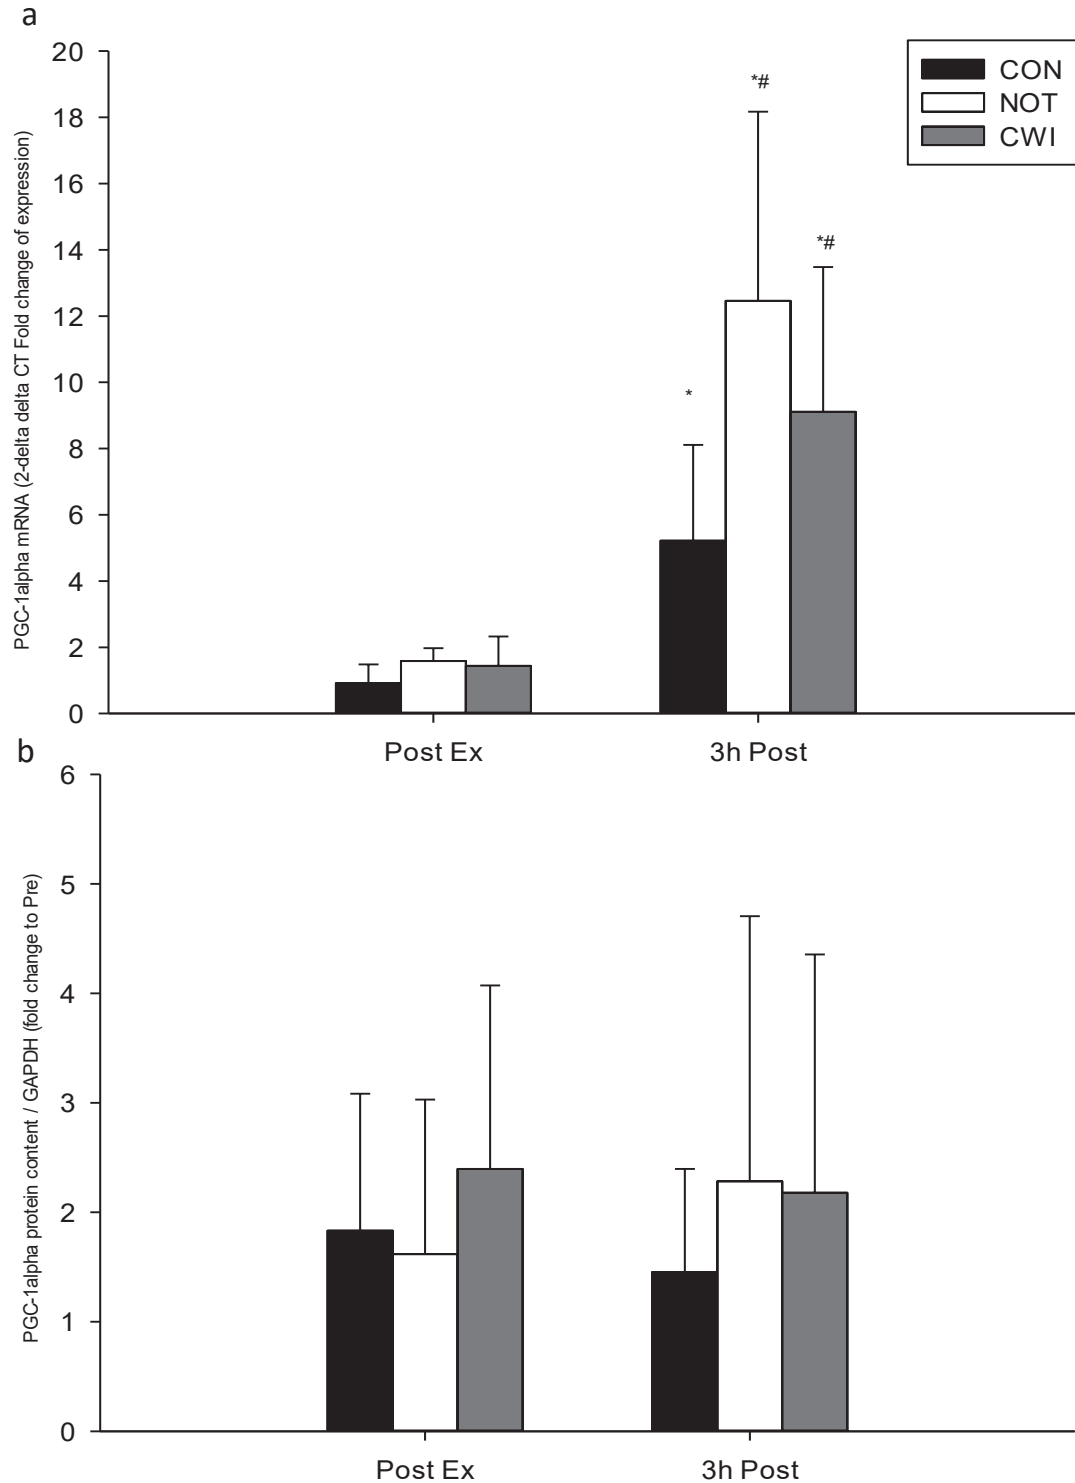 a
PGC-1alpha mRNA (2-delta delta CT Fold change of expression)
20
18
16
14
12
10
8
6
4
2
0
CON
NOT
CWI
*
*#
*#
Post Ex
3h Post
b
PGC-1alpha protein content / GAPDH (fold change to Pre)
6
5
4
3
2
1
0
Post Ex
3h Post